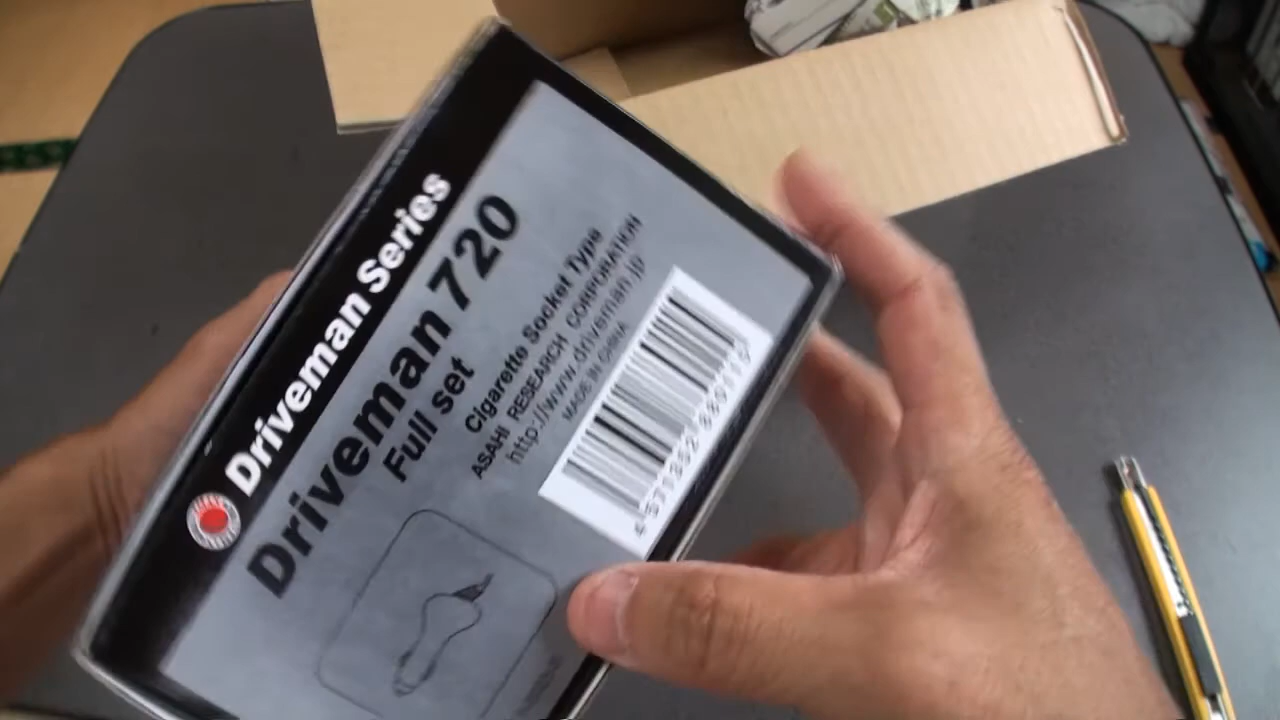 Driveman Series
Driveman 720
Full set
Cigarette Socket Type
ASAHI RESEARCH CORPORATION
http://www.driveman.jp
MADE IN CHINA